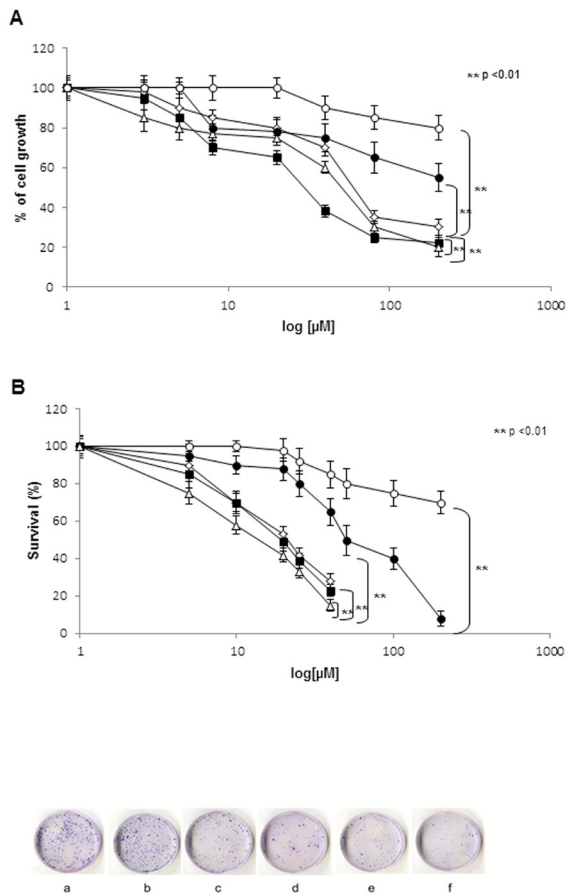 A
120
** p <0.01
100
80
60
40
20
0
% of cell growth
**
**
** **
1 10 100 1000
log [µM]
B
120
** p <0.01
100
80
60
40
20
0
Survival (%)
**
**
**
**
1 10 100 1000
log[µM]
a b c d e f